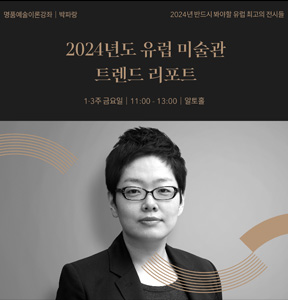 명품예술이론강좌 | 박파랑
2024년 반드시 봐야할 유럽 최고의 전시들
2024년도 유럽 미술관
트렌드 리포트
1·3주 금요일 | 11:00 - 13:00 | 알토홀